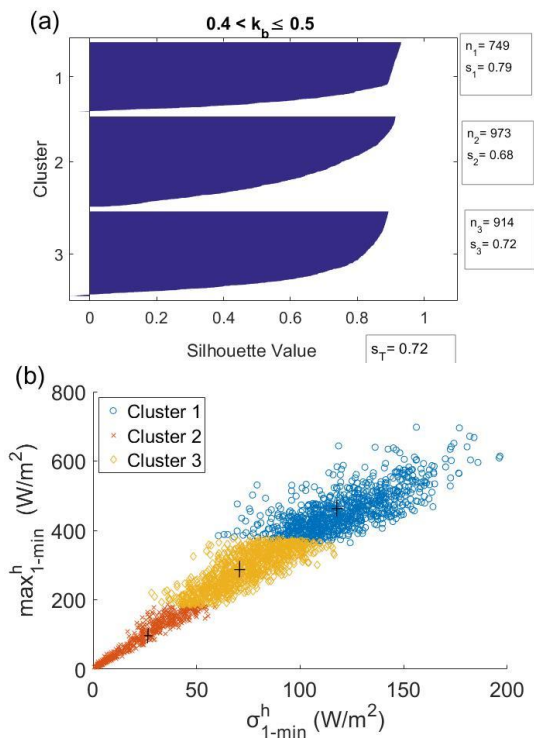 (a)
0.4 < k_b ≤ 0.5
n_1= 749
s_1= 0.79
n_2= 973
s_2= 0.68
n_3= 914
s_3= 0.72
Cluster
1
2
3
0 0.2 0.4 0.6 0.8 1
Silhouette Value
s_T= 0.72
(b)
Cluster 1
Cluster 2
Cluster 3
max^h_1-min (W/m^2)
800
600
400
200
0
0 50 100 150 200
σ^h_1-min (W/m^2)